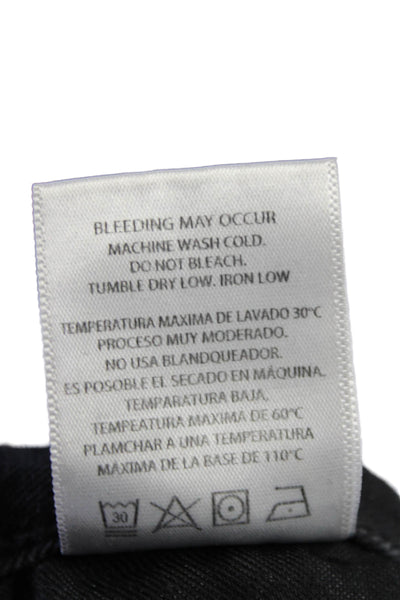 BLEEDING MAY OCCUR
MACHINE WASH COLD.
DO NOT BLEACH.
TUMBLE DRY LOW. IRON LOW
TEMPERATURA MAXIMA DE LAVADO 30°C
PROCESO MUY MODERADO.
NO USA BLANDQUEADOR.
ES POSOBLE EL SECADO EN MÁQUINA.
TEMPARATURA BAJA.
TEMPEATURA MAXIMA DE 60°C
PLAMCHAR A UNA TEMPERATURA
MÁXIMA DE LA BASE DE 110°C
30